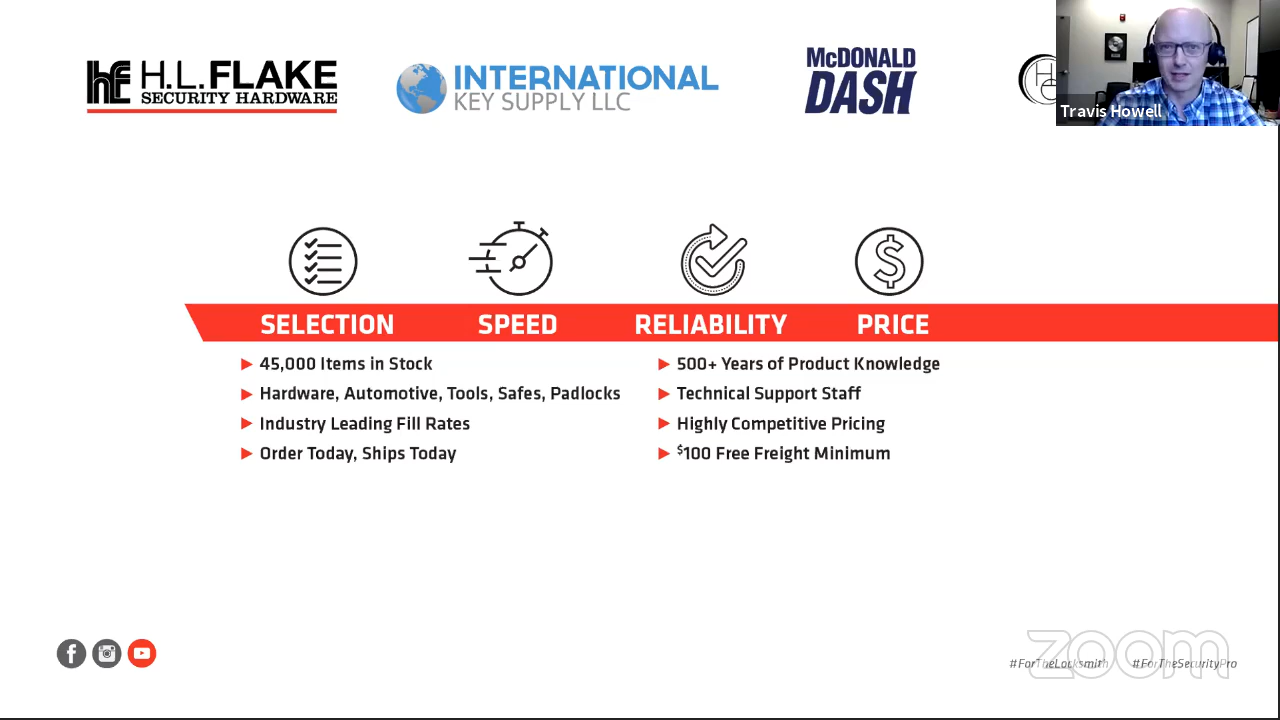 H.L.FLAKE
SECURITY HARDWARE
INTERNATIONAL
KEY SUPPLY LLC
McDONALD
DASH
Travis Howell
SELECTION SPEED RELIABILITY PRICE
45,000 Items in Stock
Hardware, Automotive, Tools, Safes, Padlocks
Industry Leading Fill Rates
Order Today, Ships Today
500+ Years of Product Knowledge
Technical Support Staff
Highly Competitive Pricing
$100 Free Freight Minimum
zoom
#ForTheLocksmith #ForTheSecurityPro